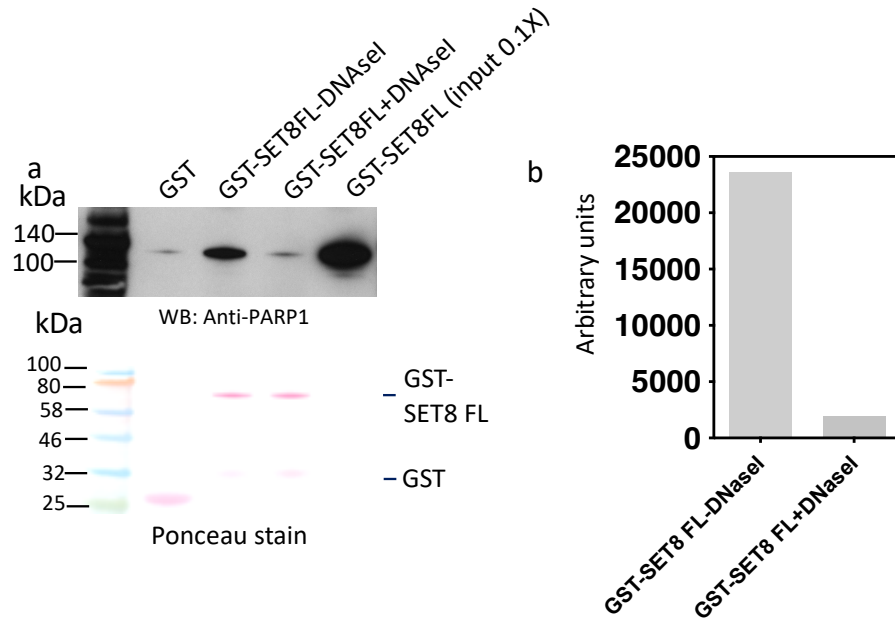 a
kDa
GST
GST-SET8FL-DNAseI
GST-SET8FL+DNAseI
GST-SET8FL (input 0.1X)
140
100
WB: Anti-PARP1
kDa
100
80
58
46
32
25
GST-
SET8 FL
GST
Ponceau stain
b
Arbitrary units
25000
20000
15000
10000
5000
0
GST-SET8 FL-DNaseI
GST-SET8 FL+DNaseI